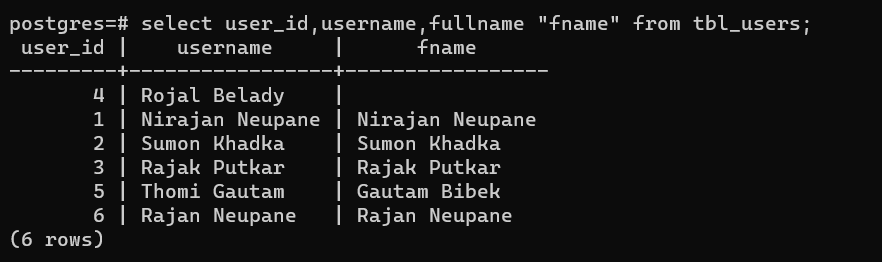 postgres=# select user_id,username,fullname "fname" from tbl_users;
 user_id |    username     |      fname
---------+-----------------+-----------------
       4 | Rojal Belady    |
       1 | Nirajan Neupane | Nirajan Neupane
       2 | Sumon Khadka    | Sumon Khadka
       3 | Rajak Putkar    | Rajak Putkar
       5 | Thomi Gautam    | Gautam Bibek
       6 | Rajan Neupane   | Rajan Neupane
(6 rows)